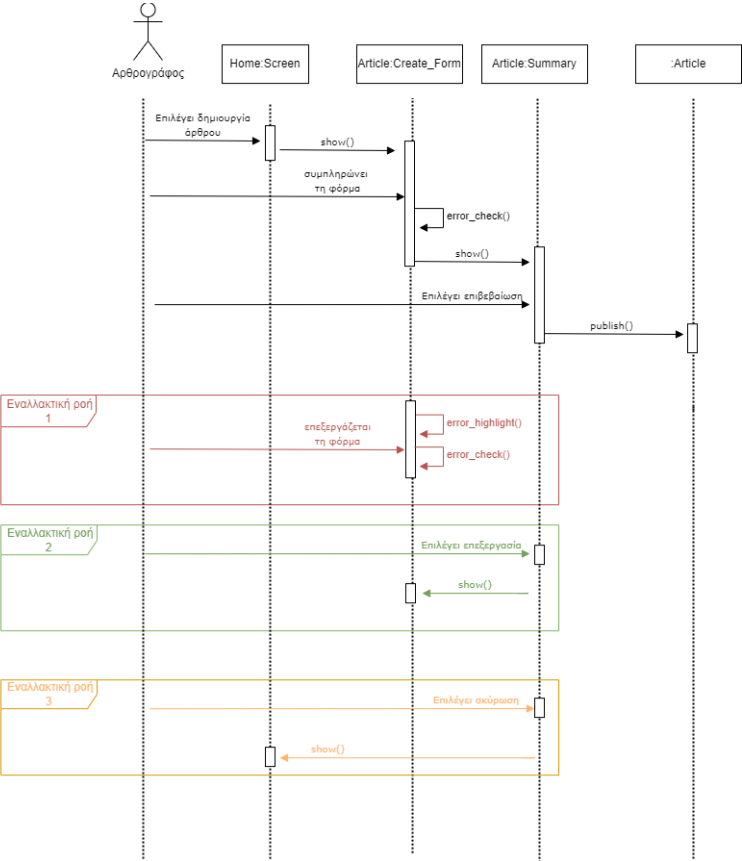 Αρθρογράφος
Home:Screen
Article:Create_Form
Article:Summary
:Article
Επιλέγει δημιουργία
άρθρου
show()
συμπληρώνει
τη φόρμα
error_check()
show()
Επιλέγει επιβεβαίωση
publish()
Εναλλακτική ροή
1
error_highlight()
επεξεργάζεται
τη φόρμα
error_check()
Εναλλακτική ροή
2
Επιλέγει επεξεργασία
show()
Εναλλακτική ροή
3
Επιλέγει ακύρωση
show()